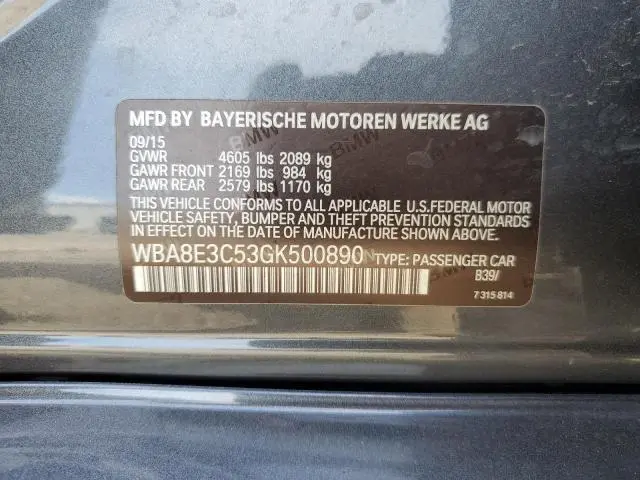 MFD BY BAYERISCHE MOTOREN WERKE AG
09/15
GVWR 4605 lbs 2089 kg
GAWR FRONT 2169 lbs 984 kg
GAWR REAR 2579 lbs 1170 kg
THIS VEHICLE CONFORMS TO ALL APPLICABLE U.S.FEDERAL MOTOR
VEHICLE SAFETY, BUMPER AND THEFT PREVENTION STANDARDS
IN EFFECT ON THE DATE OF MANUFACTURE SHOWN ABOVE.
WBA8E3C53GK500890 TYPE: PASSENGER CAR
B39/
7 315 814